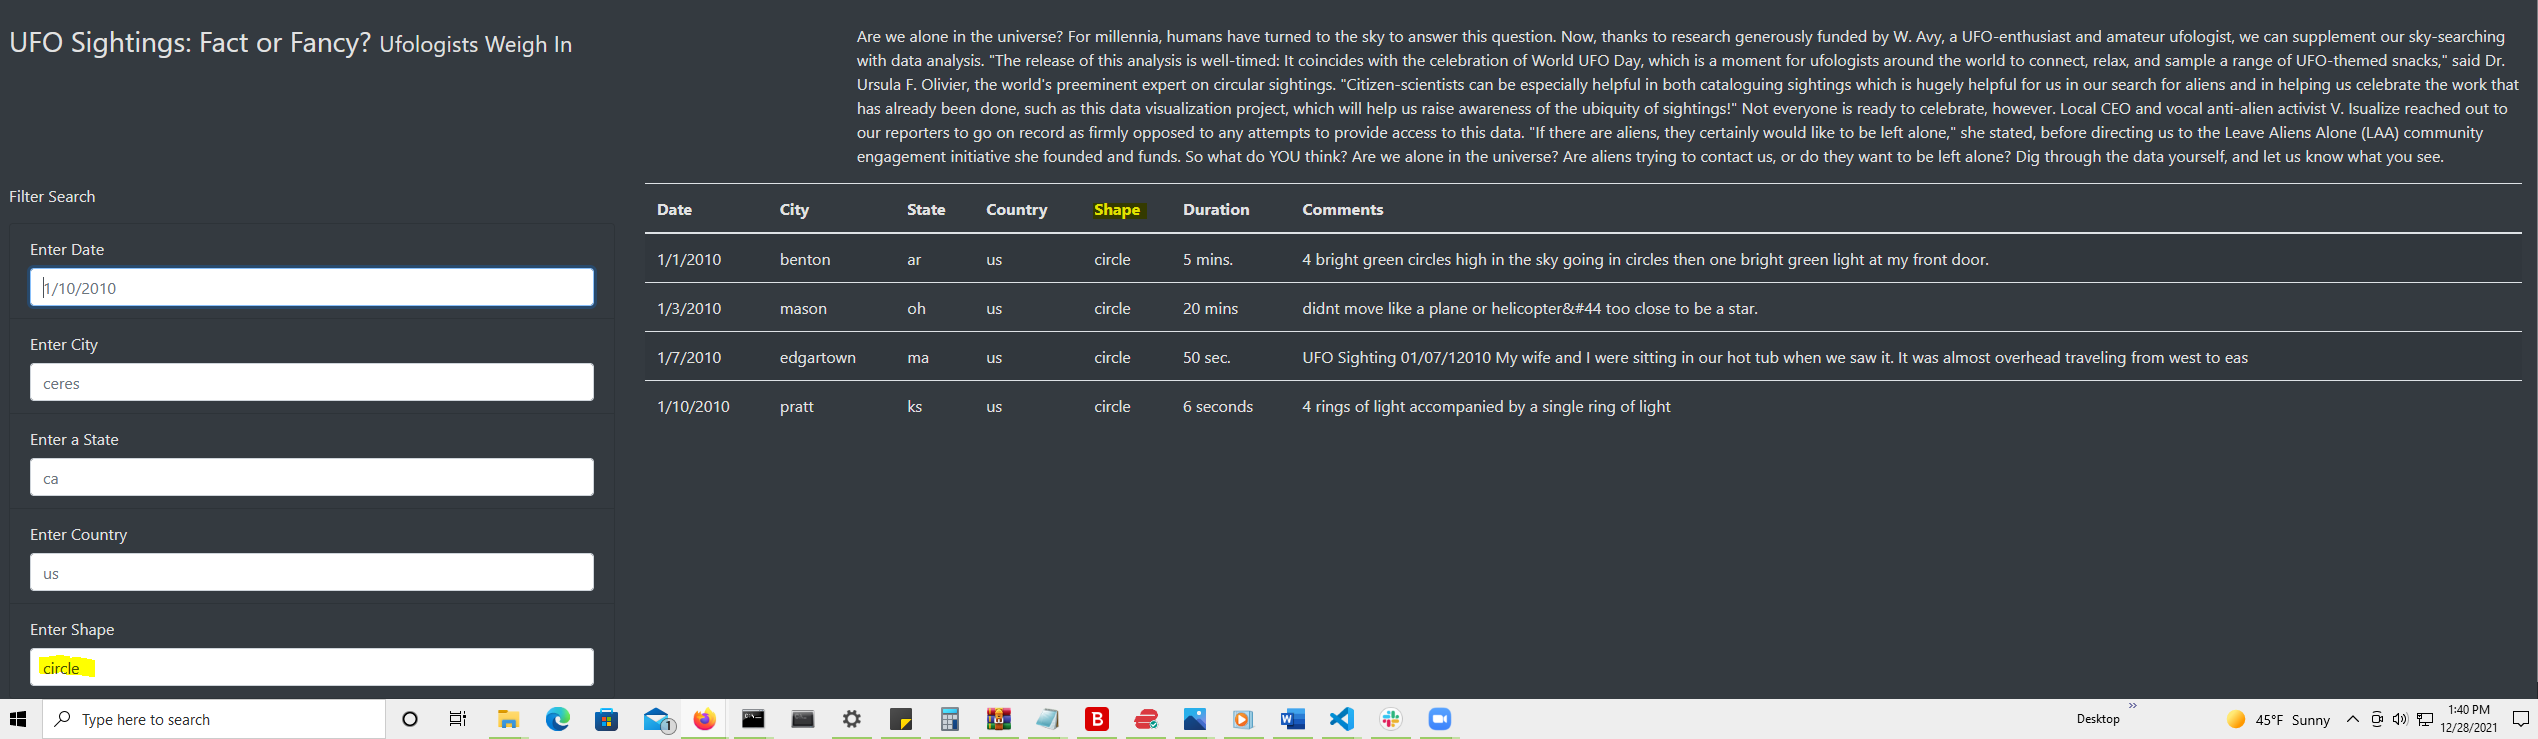 UFO Sightings: Fact or Fancy? Ufologists Weigh In
Are we alone in the universe? For millennia, humans have turned to the sky to answer this question. Now, thanks to research generously funded by W. Avy, a UFO-enthusiast and amateur ufologist, we can supplement our sky-searching
with data analysis. "The release of this analysis is well-timed: It coincides with the celebration of World UFO Day, which is a moment for ufologists around the world to connect, relax, and sample a range of UFO-themed snacks," said Dr.
Ursula F. Olivier, the world's preeminent expert on circular sightings. "Citizen-scientists can be especially helpful in both cataloguing sightings which is hugely helpful for us in our search for aliens and in helping us celebrate the work that
has already been done, such as this data visualization project, which will help us raise awareness of the ubiquity of sightings!" Not everyone is ready to celebrate, however. Local CEO and vocal anti-alien activist V. Isualize reached out to
our reporters to go on record as firmly opposed to any attempts to provide access to this data. "If there are aliens, they certainly would like to be left alone," she stated, before directing us to the Leave Aliens Alone (LAA) community
engagement initiative she founded and funds. So what do YOU think? Are we alone in the universe? Are aliens trying to contact us, or do they want to be left alone? Dig through the data yourself, and let us know what you see.
Filter Search
Enter Date
1/10/2010
Enter City
ceres
Enter a State
ca
Enter Country
us
Enter Shape
circle
Date City State Country Shape Duration Comments
1/1/2010 benton ar us circle 5 mins. 4 bright green circles high in the sky going in circles then one bright green light at my front door.
1/3/2010 mason oh us circle 20 mins didnt move like a plane or helicopter&#44 too close to be a star.
1/7/2010 edgartown ma us circle 50 sec. UFO Sighting 01/07/12010 My wife and I were sitting in our hot tub when we saw it. It was almost overhead traveling from west to eas
1/10/2010 pratt ks us circle 6 seconds 4 rings of light accompanied by a single ring of light
Type here to search
1
B
W
Desktop
45°F Sunny
1:40 PM
12/28/2021